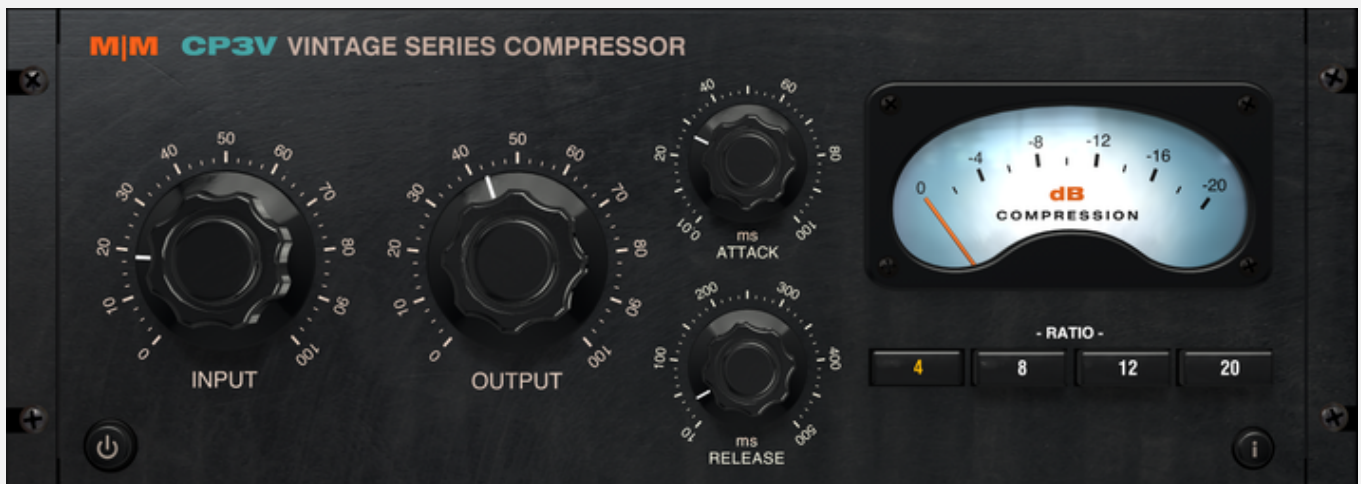 M|M CP3V VINTAGE SERIES COMPRESSOR
0 10 20 30 40 50 60 70 80 90 100
INPUT
0 10 20 30 40 50 60 70 80 90 100
OUTPUT
0.01 20 40 60 80 100
ms
ATTACK
10 100 200 300 400 500
ms
RELEASE
0 -4 -8 -12 -16 -20
dB
COMPRESSION
- RATIO -
4 8 12 20
i